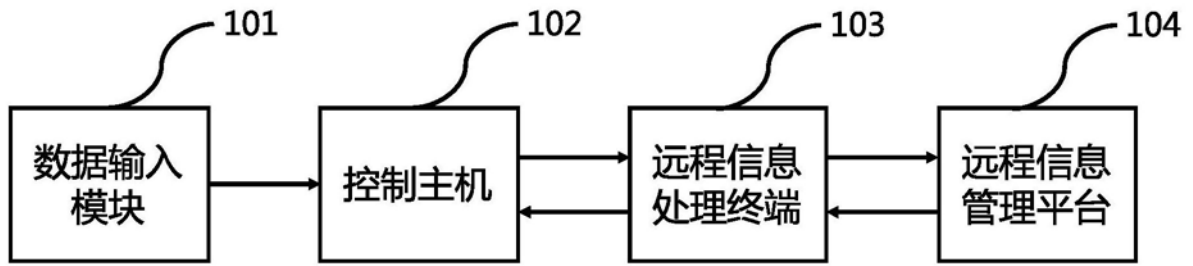 101
102
103
104
数据输入
模块
控制主机
远程信息
处理终端
远程信息
管理平台